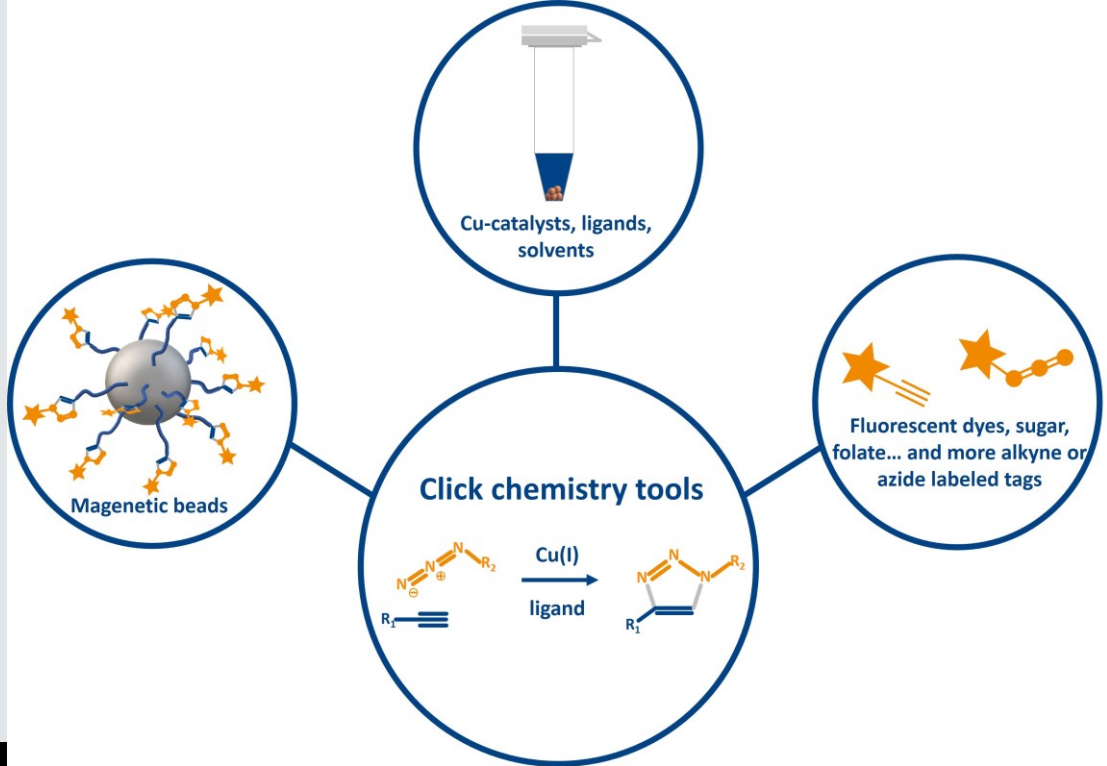 Cu-catalysts, ligands,
solvents
Magenetic beads
Fluorescent dyes, sugar,
folate... and more alkyne or
azide labeled tags
Click chemistry tools
N
N
N
R₂
⊕
⊖
R₁
Cu(I)
ligand
N
N
N
R₂
R₁